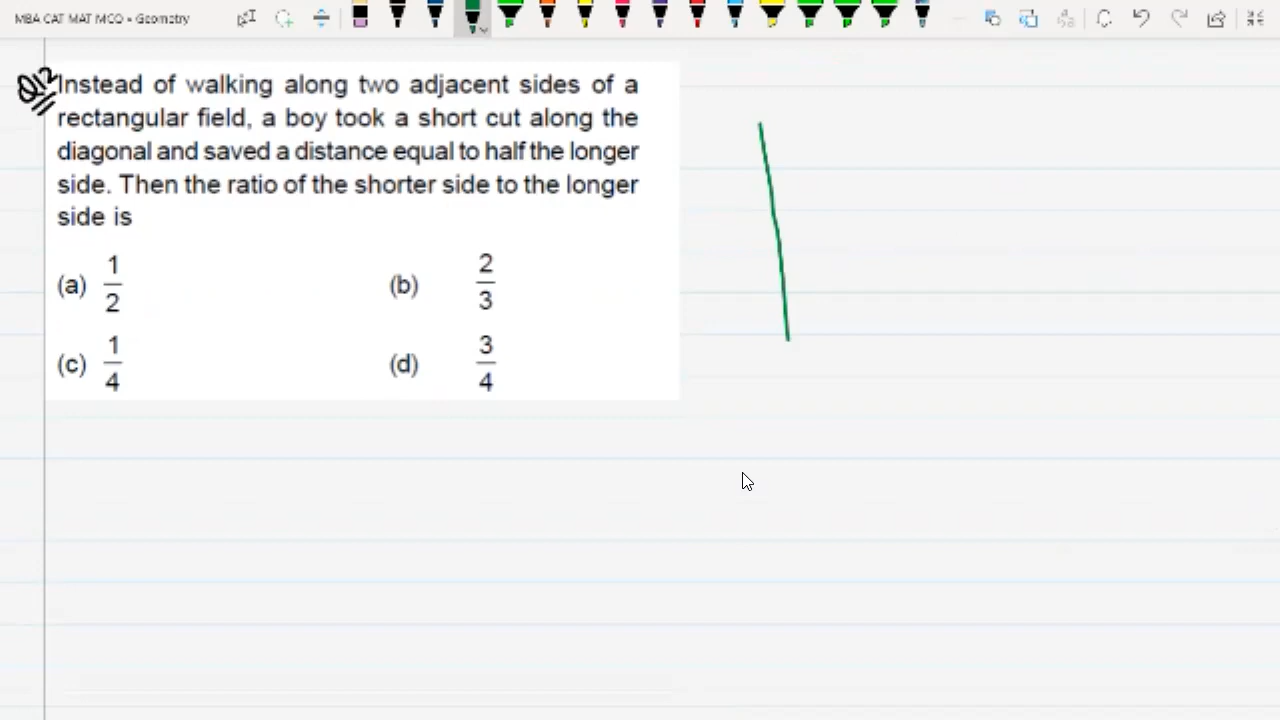 MBA CAT MAT MCQ - Geometry
Q12
Instead of walking along two adjacent sides of a
rectangular field, a boy took a short cut along the
diagonal and saved a distance equal to half the longer
side. Then the ratio of the shorter side to the longer
side is
(a) 1/2 (b) 2/3
(c) 1/4 (d) 3/4